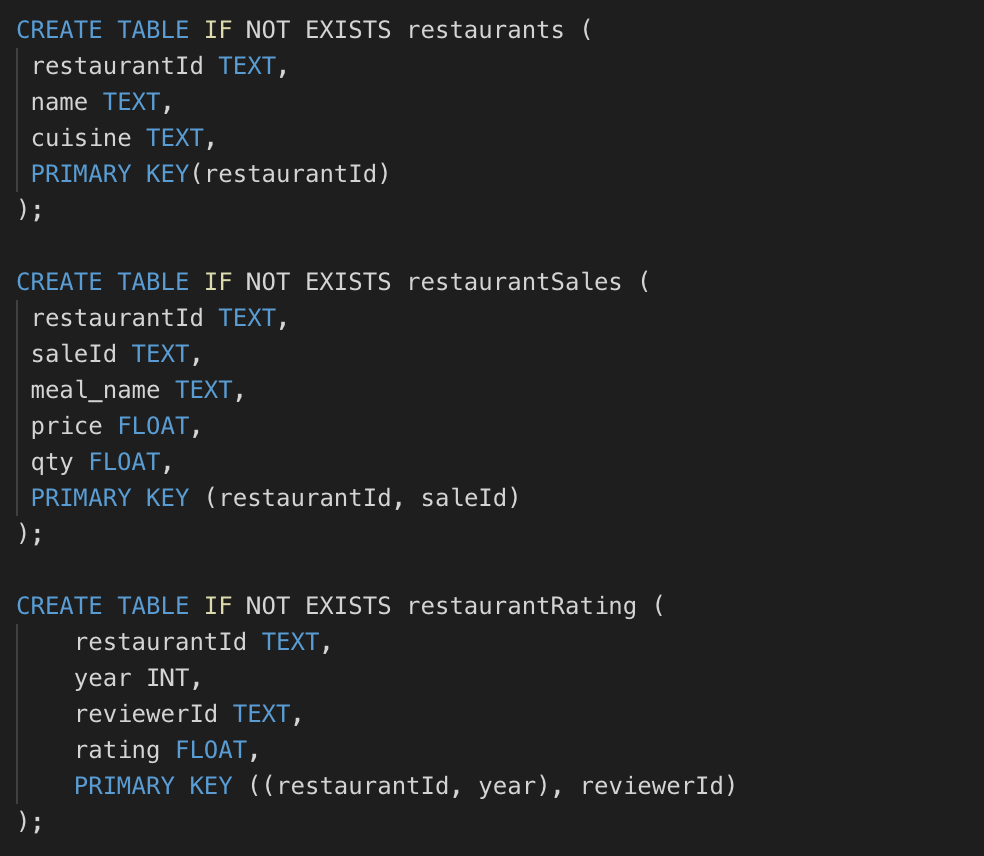 CREATE TABLE IF NOT EXISTS restaurants (
restaurantId TEXT,
name TEXT,
cuisine TEXT,
PRIMARY KEY(restaurantId)
);
CREATE TABLE IF NOT EXISTS restaurantSales (
restaurantId TEXT,
saleId TEXT,
meal_name TEXT,
price FLOAT,
qty FLOAT,
PRIMARY KEY (restaurantId, saleId)
);
CREATE TABLE IF NOT EXISTS restaurantRating (
restaurantId TEXT,
year INT,
reviewerId TEXT,
rating FLOAT,
PRIMARY KEY ((restaurantId, year), reviewerId)
);